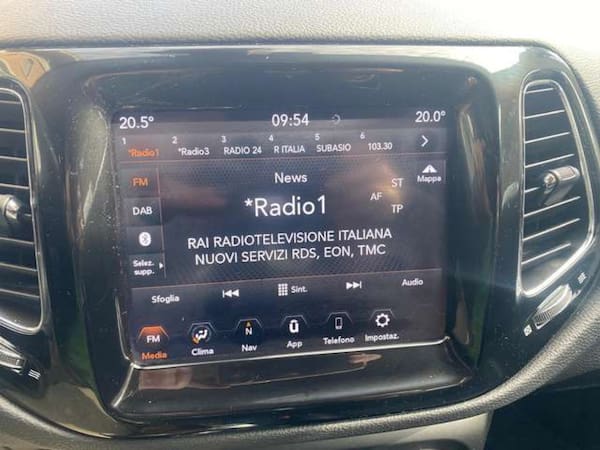 20.5° 09:54 20.0°
1 2 3 4 5 6
*Radio1 *Radio3 RADIO 24 R ITALIA SUBASIO 103.30
FM News ST Mappa
*Radio1 AF
DAB TP
RAI RADIOTELEVISIONE ITALIANA
NUOVI SERVIZI RDS, EON, TMC
Selez. supp.
Sfoglia Sint. Audio
FM N
Media Clima Nav App Telefono Impostaz.